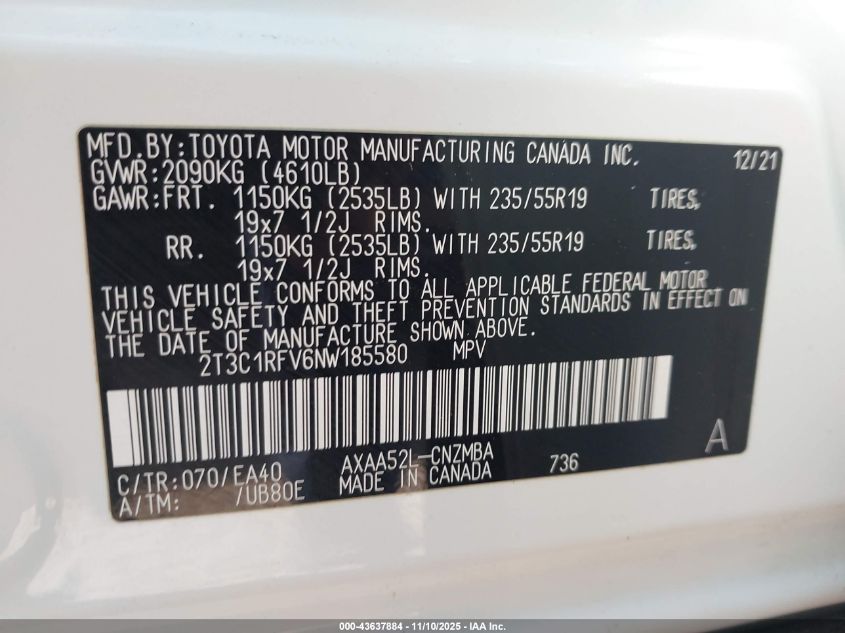 MFD.BY:TOYOTA MOTOR MANUFACTURING CANADA INC. 12/21
GVWR:2090KG (4610LB)
GAWR:FRT. 1150KG (2535LB) WITH 235/55R19 TIRES,
19x7 1/2J RIMS.
RR. 1150KG (2535LB) WITH 235/55R19 TIRES,
19x7 1/2J RIMS.
THIS VEHICLE CONFORMS TO ALL APPLICABLE FEDERAL MOTOR
VEHICLE SAFETY AND THEFT PREVENTION STANDARDS IN EFFECT ON
THE DATE OF MANUFACTURE SHOWN ABOVE.
2T3C1RFV6NW185580 MPV
A
C/TR:070/EA40 AXAA52L-CNZMBA 736
A/TM: /UB80E MADE IN CANADA
000-43637884 - 11/10/2025 - IAA Inc.